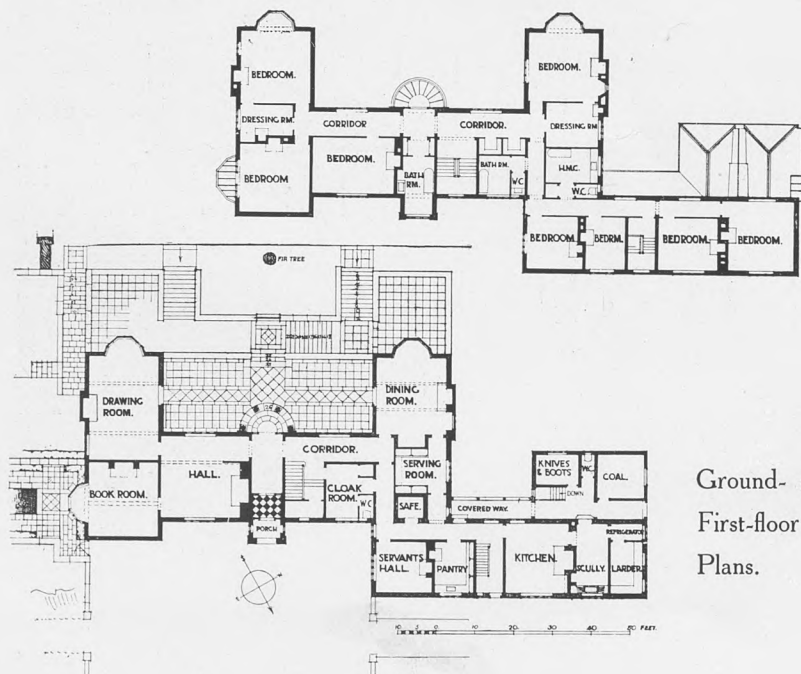 BEDROOM.
BEDROOM.
DRESSING RM.
CORRIDOR
CORRIDOR.
DRESSING RM
BEDROOM
BEDROOM.
BATH
RM.
BATH RM.
W.C
H.M.C.
W.C
BEDROOM.
BEDRM.
BEDROOM.
BEDROOM.
FIR TREE
DRAWING
ROOM.
DINING
ROOM.
CORRIDOR.
HALL.
BOOK ROOM.
CLOAK
ROOM.
W.C
SERVING
ROOM.
SAFE.
PORCH
KNIVES
& BOOTS
W.C.
COAL.
DOWN
COVERED WAY.
SERVANTS
HALL.
PANTRY
KITCHEN.
SCULLY.
REFRIGERATOR
LARDER.
10 5 0 10 20 30 40 50 FEET.
Ground-
First-floor
Plans.